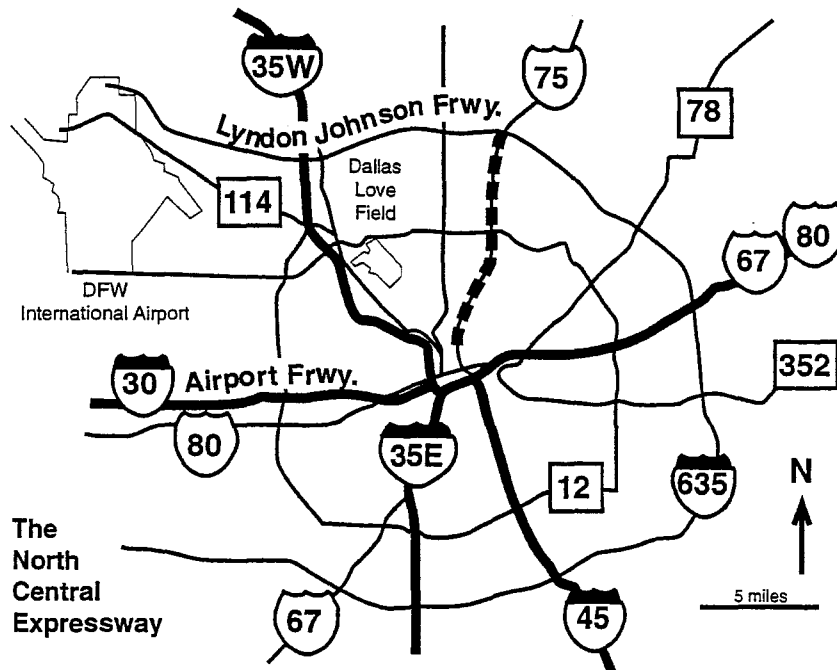 35W
75
78
Lyndon Johnson Frwy.
Dallas
Love
Field
114
80
67
DFW
International Airport
352
30
Airport Frwy.
80
35E
12
635
N
The
North
Central
Expressway
5 miles
67
45